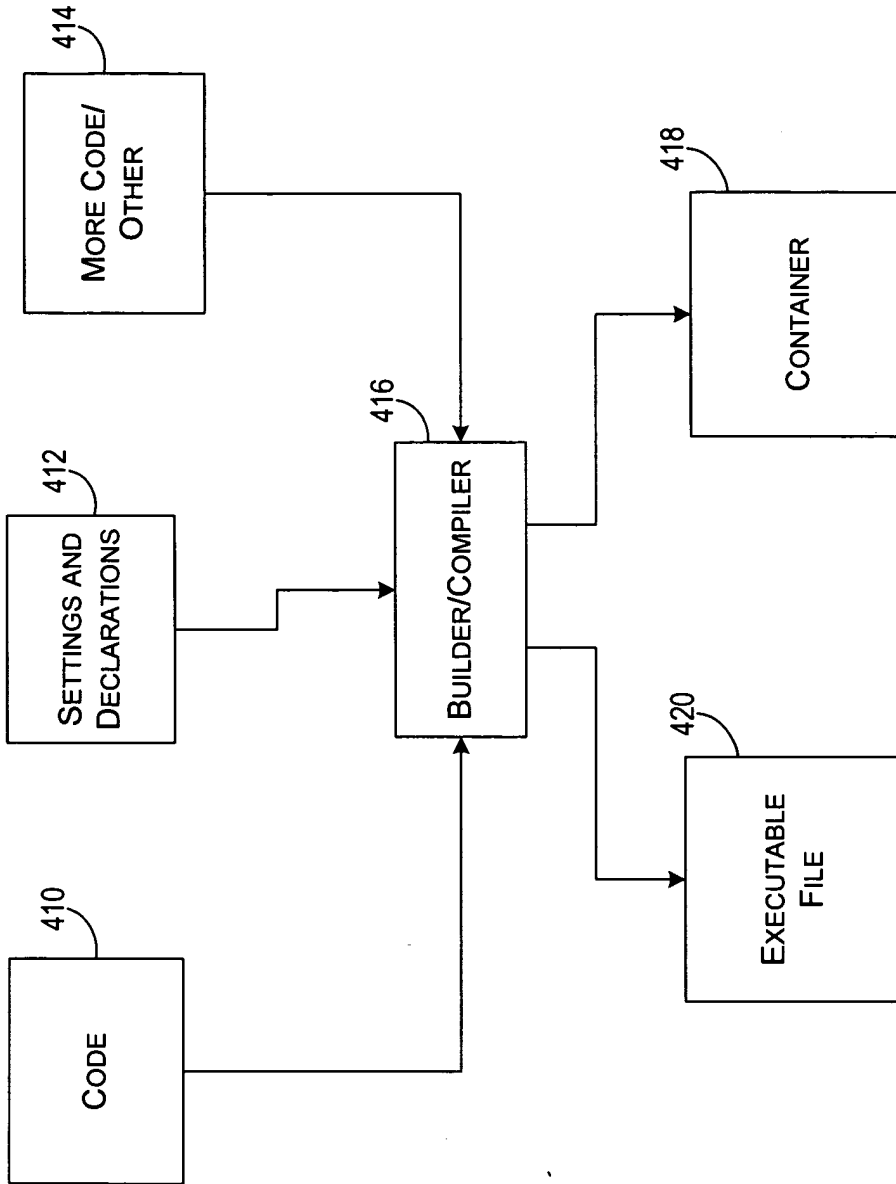 410
CODE
412
SETTINGS AND
DECLARATIONS
414
MORE CODE/
OTHER
416
BUILDER/COMPILER
420
EXECUTABLE
FILE
418
CONTAINER